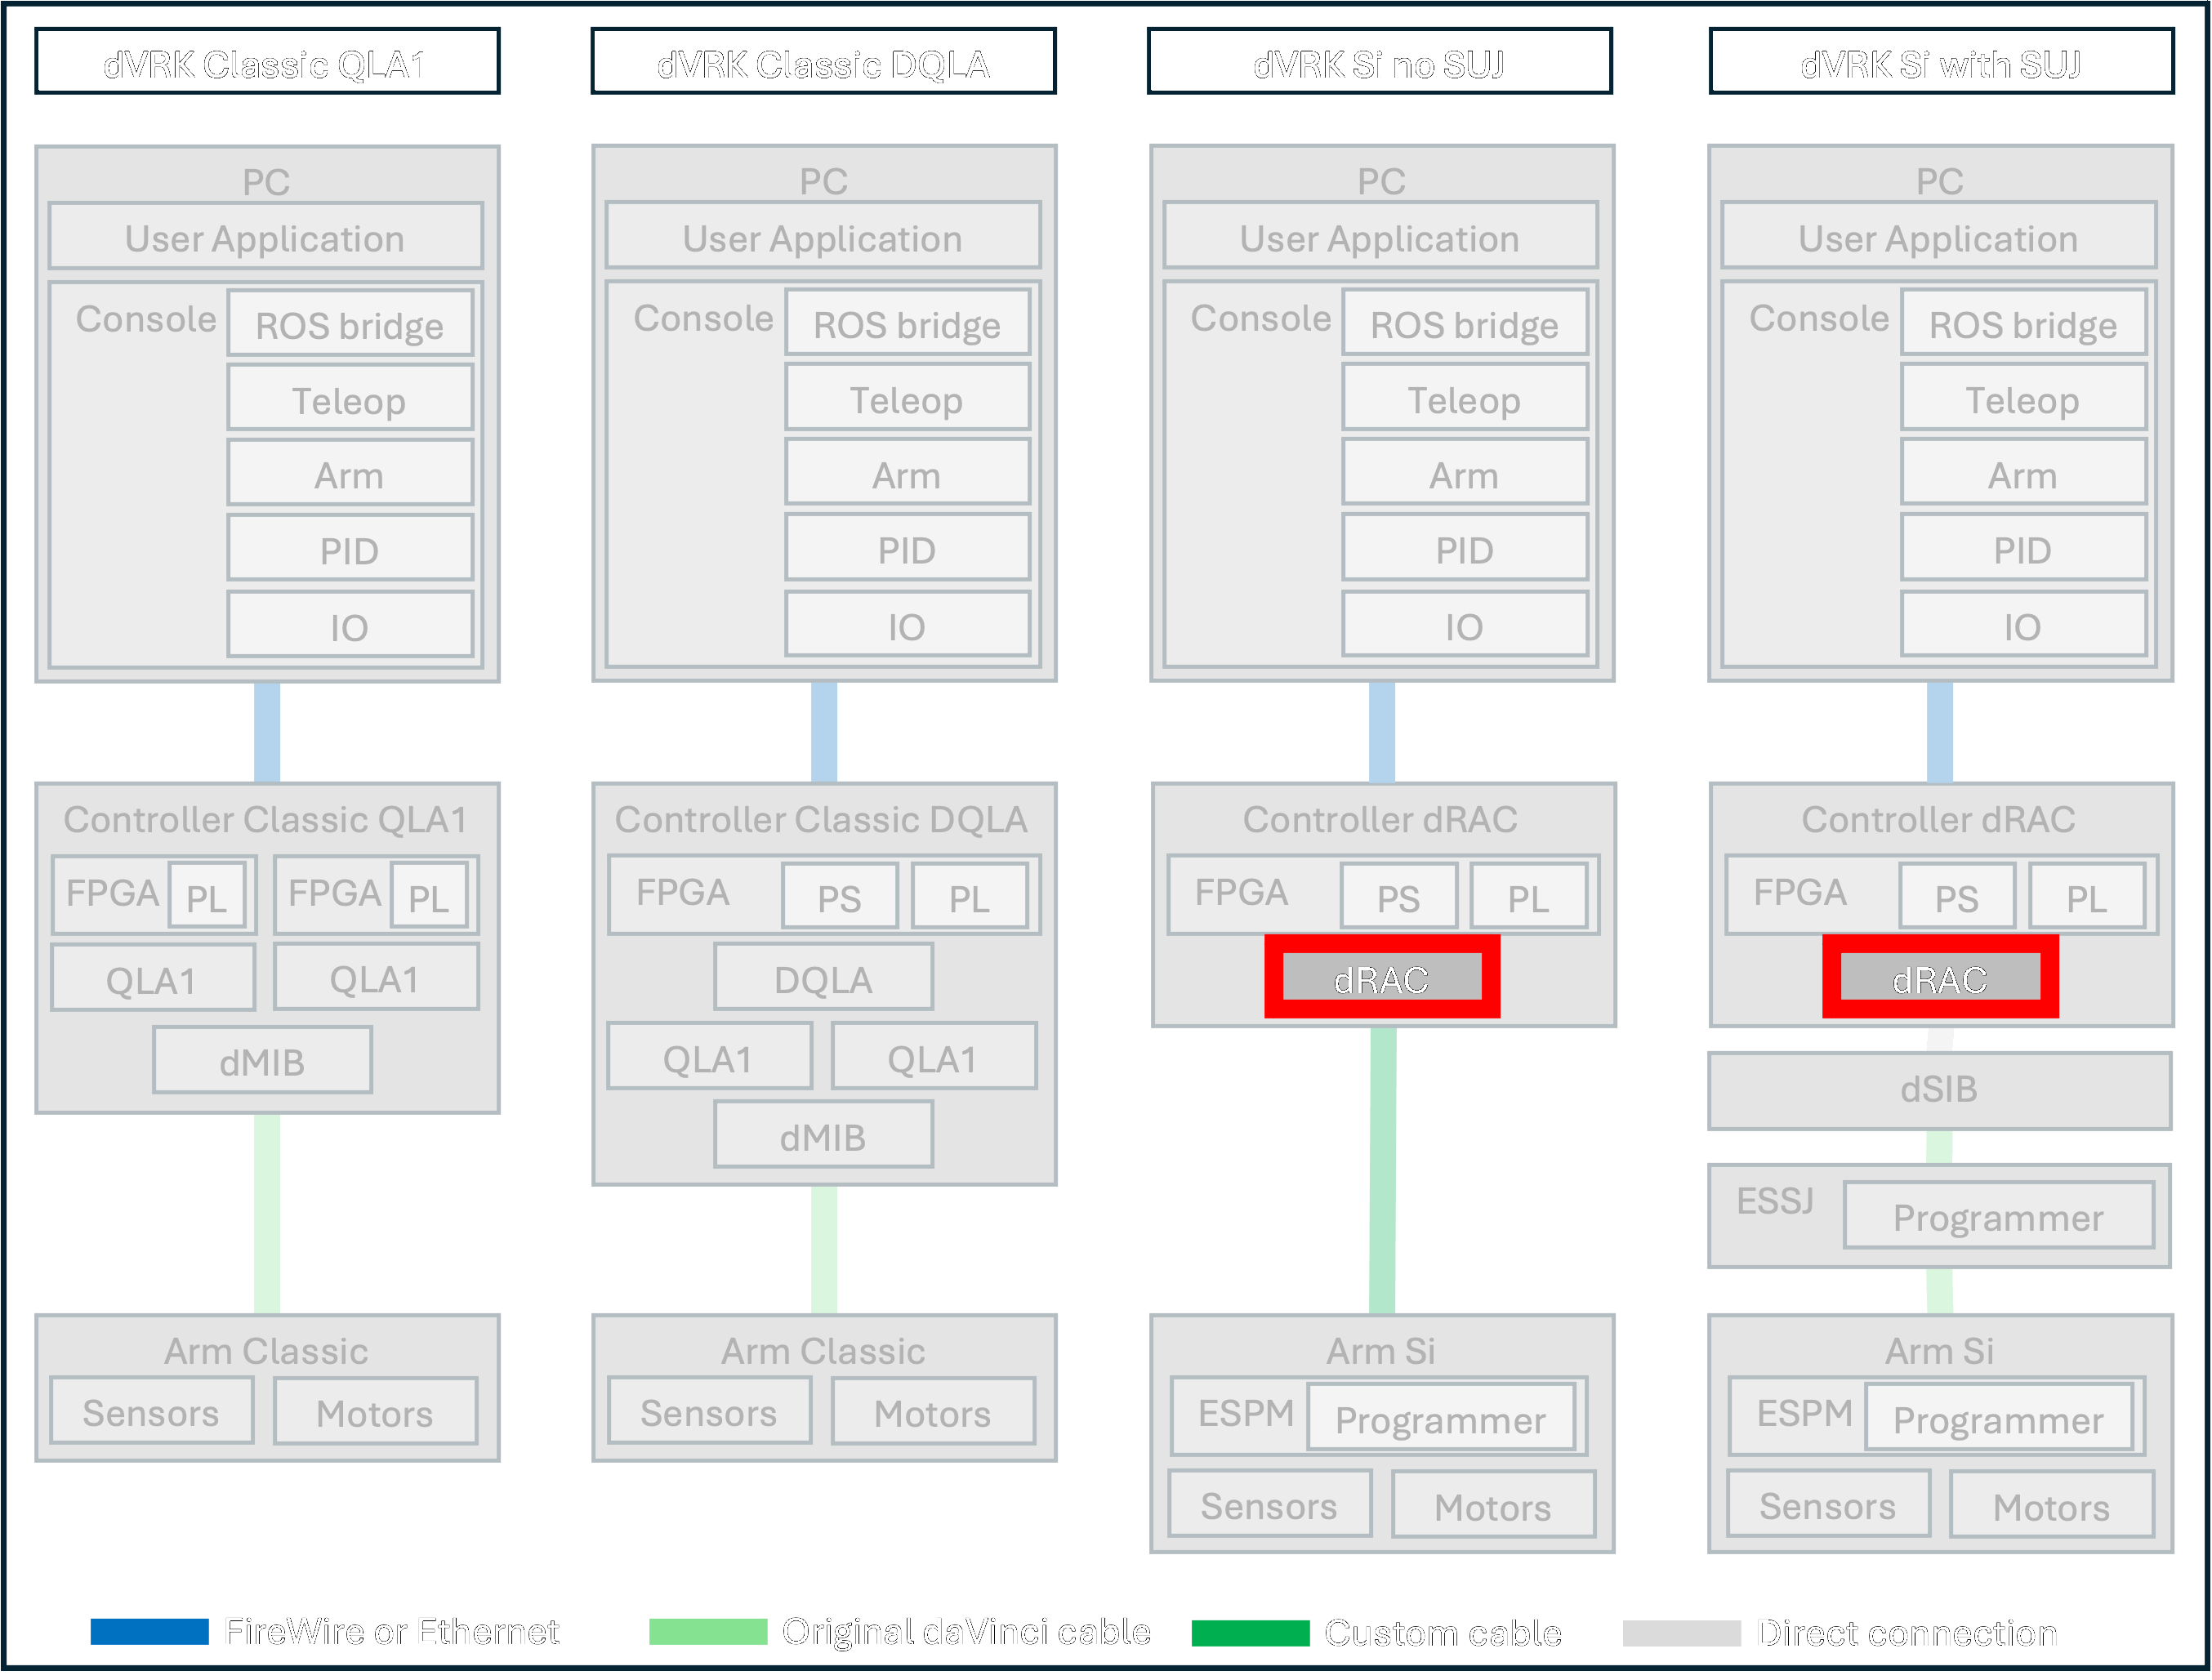 dVRK Classic QLA1
dVRK Classic DQLA
dVRK Si no SUJ
dVRK Si with SUJ
PC
User Application
Console
ROS bridge
Teleop
Arm
PID
IO
PC
User Application
Console
ROS bridge
Teleop
Arm
PID
IO
PC
User Application
Console
ROS bridge
Teleop
Arm
PID
IO
PC
User Application
Console
ROS bridge
Teleop
Arm
PID
IO
Controller Classic QLA1
FPGA
PL
FPGA
PL
QLA1
QLA1
dMIB
Controller Classic DQLA
FPGA
PS
PL
DQLA
QLA1
QLA1
dMIB
Controller dRAC
FPGA
PS
PL
dRAC
Controller dRAC
FPGA
PS
PL
dRAC
dSIB
ESSJ
Programmer
Arm Classic
Sensors
Motors
Arm Classic
Sensors
Motors
Arm Si
ESPM
Programmer
Sensors
Motors
Arm Si
ESPM
Programmer
Sensors
Motors
FireWire or Ethernet
Original daVinci cable
Custom cable
Direct connection